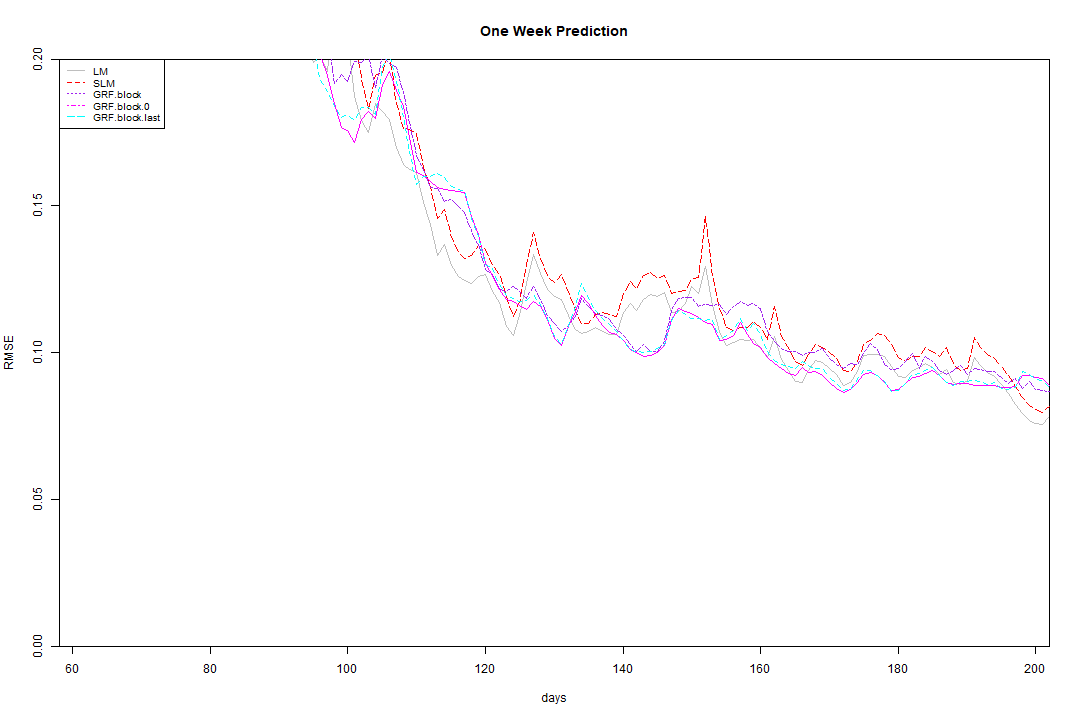 One Week Prediction
LM
SLM
GRF.block
GRF.block.0
GRF.block.last
0.20
0.15
0.10
0.05
0.00
RMSE
60 80 100 120 140 160 180 200
days